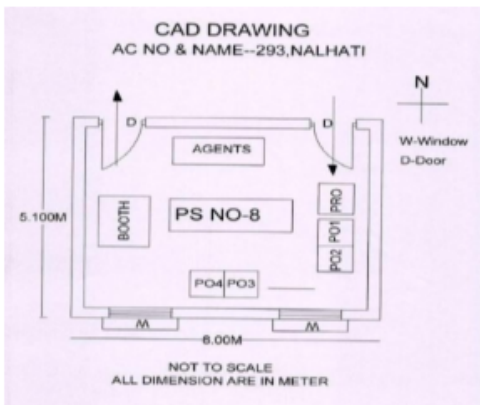 CAD DRAWING
AC NO & NAME--293,NALHATI
N
D
D
W-Window
D-Door
AGENTS
PRO
5.100M
BOOTH
PS NO-8
PO1
PO2
PO4 PO3
W
W
6.00M
NOT TO SCALE
ALL DIMENSION ARE IN METER